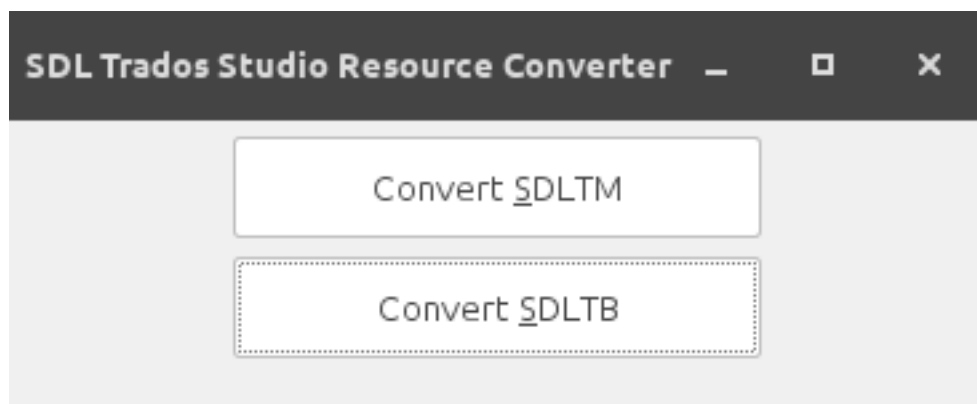 SDL Trados Studio Resource Converter
Convert SDLTM
Convert SDLTB